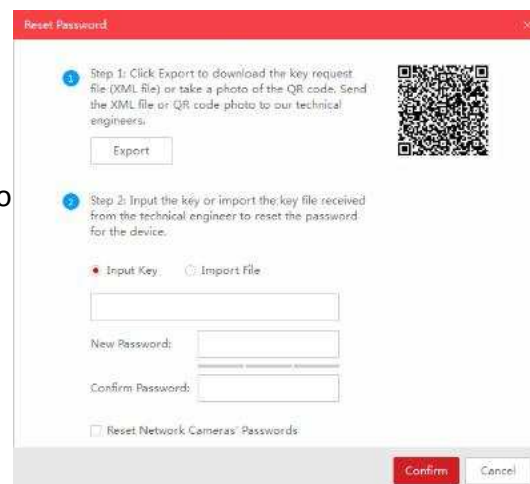 Reset Password
Step 1: Click Export to download the key request
file (XML file) or take a photo of the QR code. Send
the XML file or QR code photo to our technical
engineers.
Export
o
Step 2: Input the key or import the key file received
from the technical engineer to reset the password
for the device.
Input Key
Import File
New Password:
Confirm Password:
Reset Network Cameras' Passwords
Confirm
Cancel